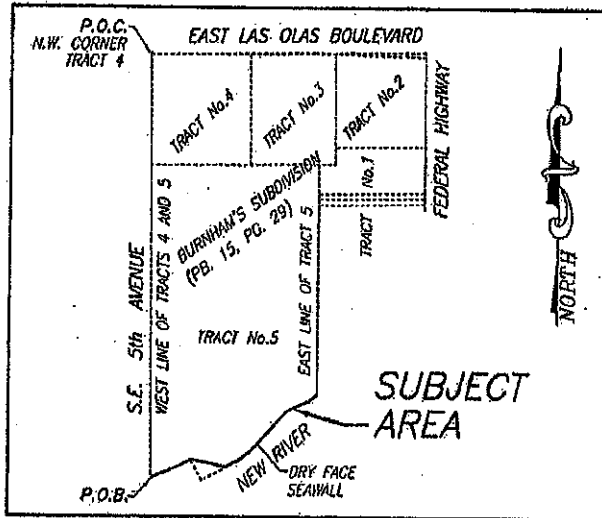 P.O.C.
N.W. CORNER
TRACT 4
EAST LAS OLAS BOULEVARD
TRACT No.4
TRACT No.3
TRACT No.2
FEDERAL HIGHWAY
TRACT No.1
NORTH
BURNHAM'S SUBDIVISION
(PB. 15, PG. 29)
S.E. 5th AVENUE
WEST LINE OF TRACTS 4 AND 5
EAST LINE OF TRACT 5
TRACT No.5
SUBJECT
AREA
NEW RIVER
DRY FACE
SEAWALL
P.O.B.